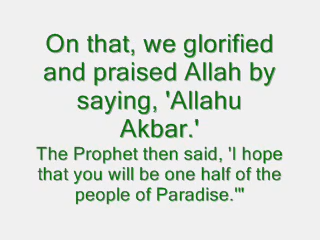 On that, we glorified
and praised Allah by
saying, 'Allahu
Akbar.'
The Prophet then said, 'I hope
that you will be one half of the
people of Paradise.'"